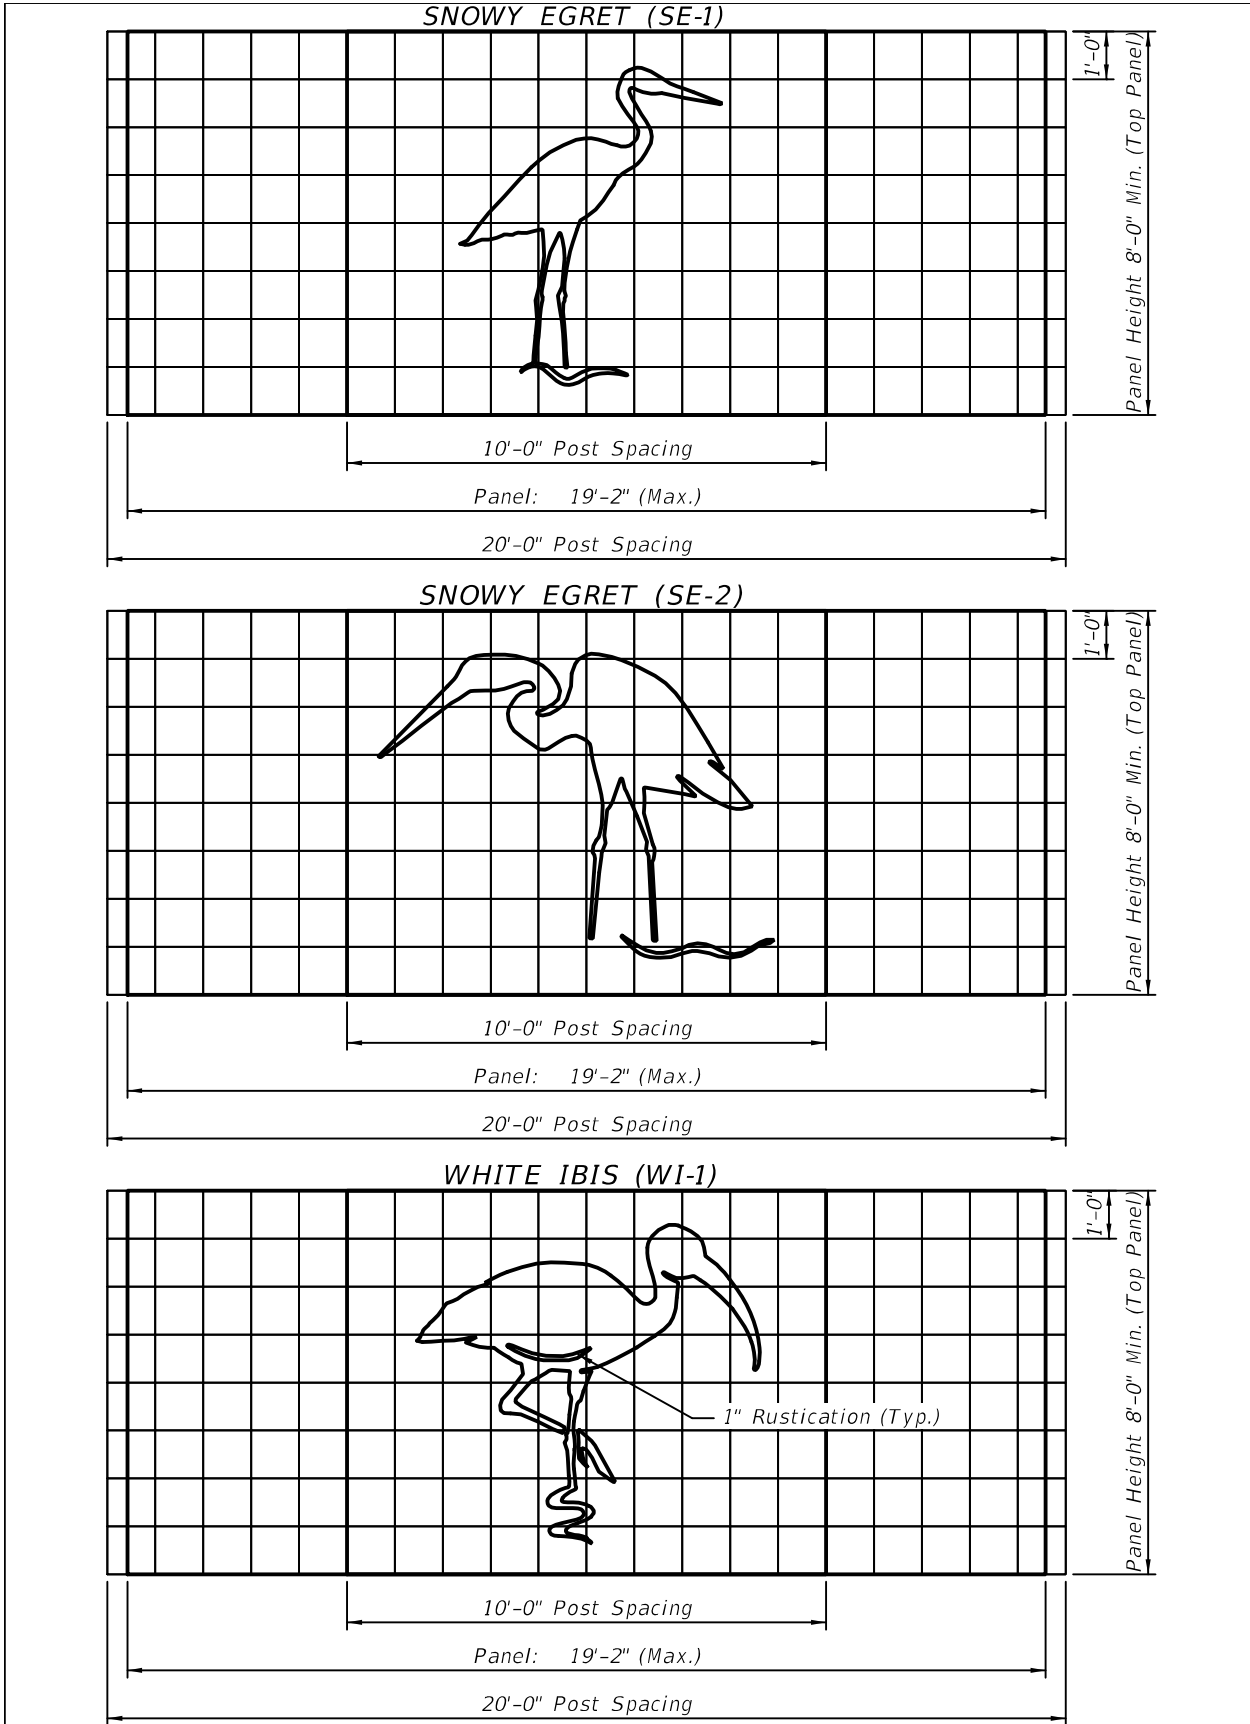 SNOWY EGRET (SE-1)
1'-0"
Panel Height 8'-0" Min. (Top Panel)
10'-0" Post Spacing
Panel: 19'-2" (Max.)
20'-0" Post Spacing
SNOWY EGRET (SE-2)
1'-0"
Panel Height 8'-0" Min. (Top Panel)
10'-0" Post Spacing
Panel: 19'-2" (Max.)
20'-0" Post Spacing
WHITE IBIS (WI-1)
1'-0"
Panel Height 8'-0" Min. (Top Panel)
1" Rustication (Typ.)
10'-0" Post Spacing
Panel: 19'-2" (Max.)
20'-0" Post Spacing